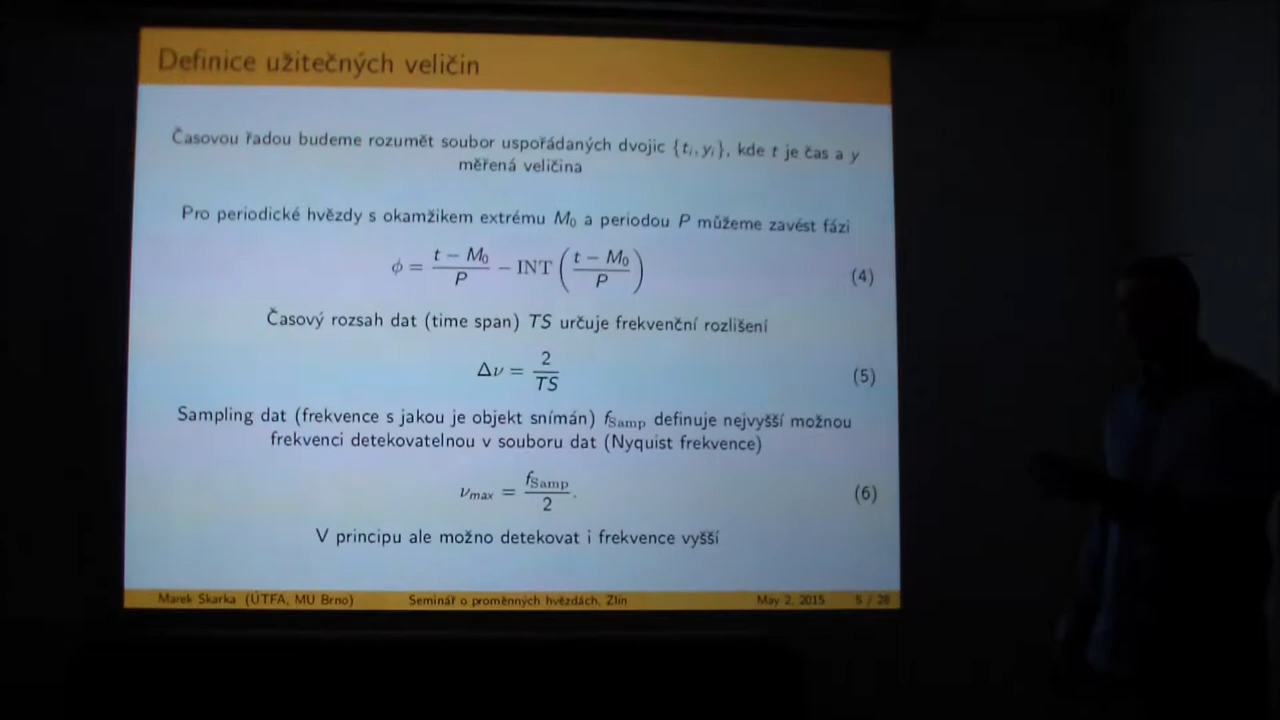 Definice užitečných veličin
Časovou řadou budeme rozumět soubor uspořádaných dvojic {tᵢ, yᵢ}, kde t je čas a y
měřená veličina
Pro periodické hvězdy s okamžikem extrému M₀ a periodou P můžeme zavést fázi
ϕ = (t − M₀)/P − INT((t − M₀)/P) (4)
Časový rozsah dat (time span) TS určuje frekvenční rozlišení
Δν = 2/TS (5)
Sampling dat (frekvence s jakou je objekt snímán) f_Samp definuje nejvyšší možnou
frekvenci detekovatelnou v souboru dat (Nyquist frekvence)
ν_max = f_Samp/2. (6)
V principu ale možno detekovat i frekvence vyšší
Marek Skarka (ÚTFA, MU Brno) Seminář o proměnných hvězdách, Zlín May 2, 2015 5 / 28